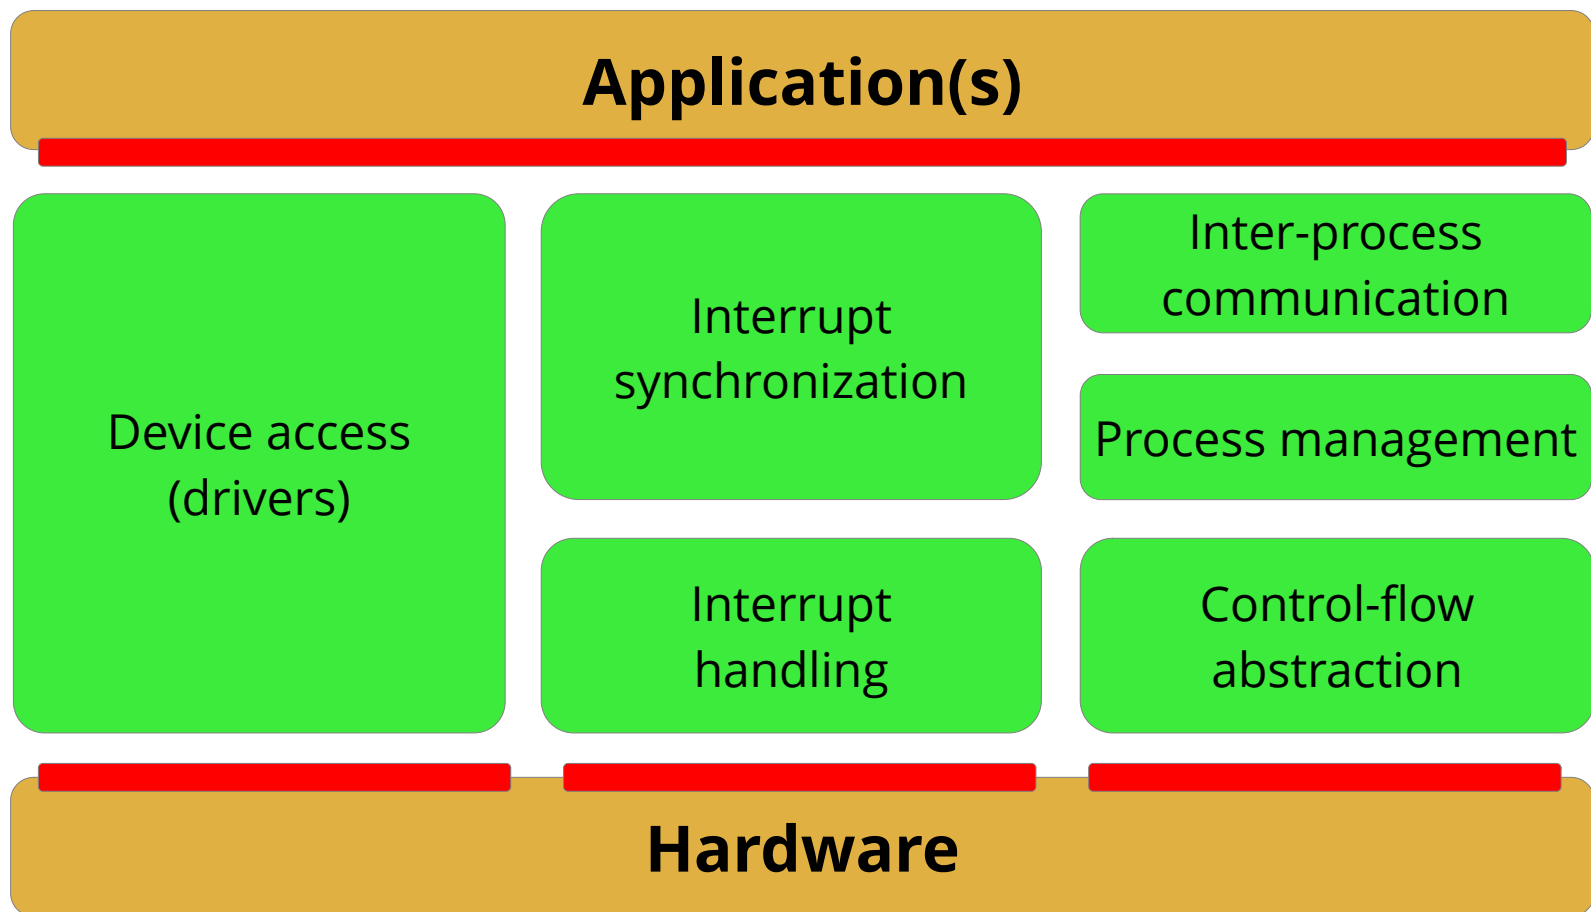 Application(s)
Device access
(drivers)
Interrupt
synchronization
Interrupt
handling
Inter-process
communication
Process management
Control-flow
abstraction
Hardware